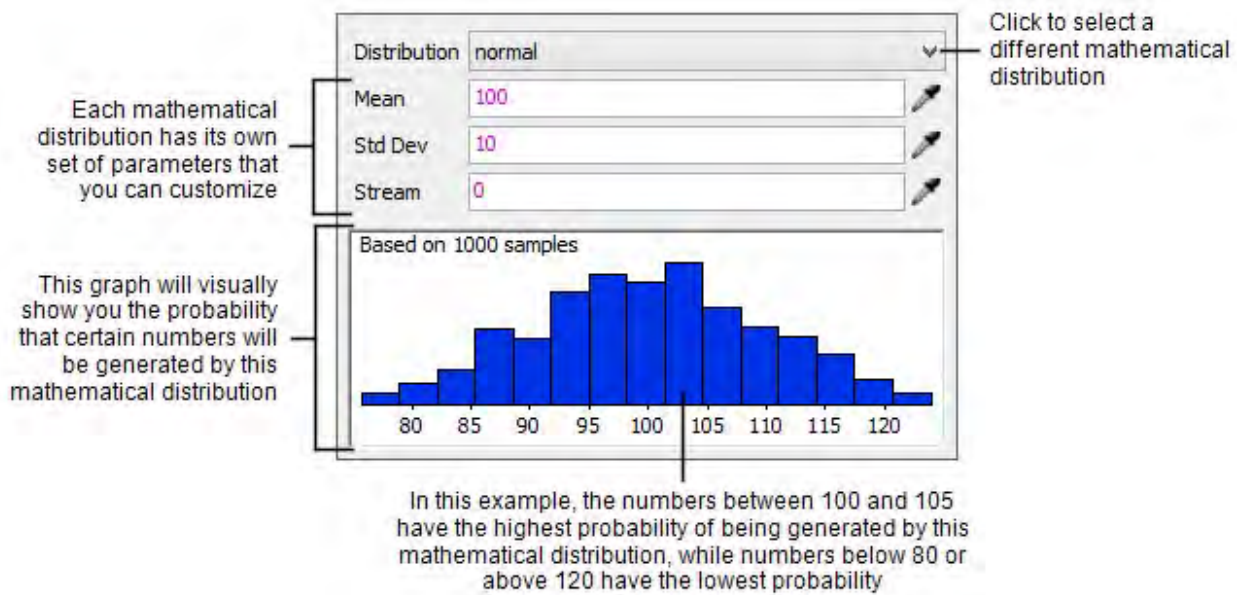 Click to select a
different mathematical
distribution
Distribution normal
Mean 100
Std Dev 10
Stream 0
Each mathematical
distribution has its own
set of parameters that
you can customize
Based on 1000 samples
80 85 90 95 100 105 110 115 120
This graph will visually
show you the probability
that certain numbers will
be generated by this
mathematical distribution
In this example, the numbers between 100 and 105
have the highest probability of being generated by this
mathematical distribution, while numbers below 80 or
above 120 have the lowest probability